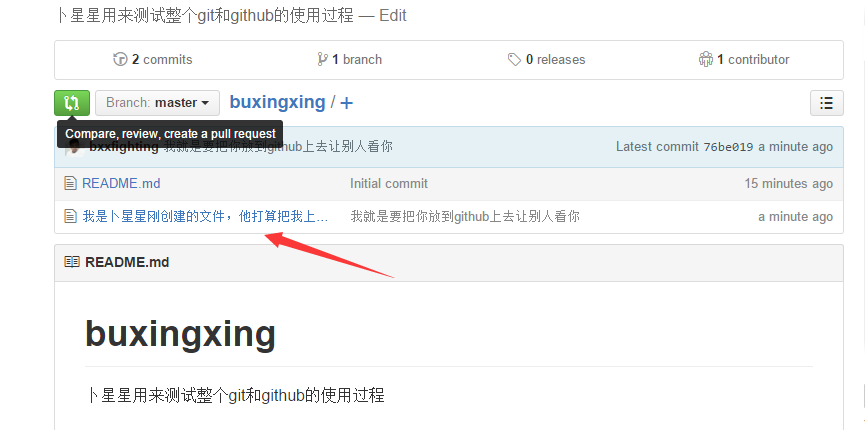 卜星星用来测试整个git和github的使用过程 — Edit
2 commits 1 branch 0 releases 1 contributor
Branch: master buxingxing / +
Compare, review, create a pull request
bxxfighting 我就是要把你放到github上去让别人看你 Latest commit 76be019 a minute ago
README.md Initial commit 15 minutes ago
我是卜星星刚创建的文件，他打算把我上… 我就是要把你放到github上去让别人看你 a minute ago
README.md
buxingxing
卜星星用来测试整个git和github的使用过程